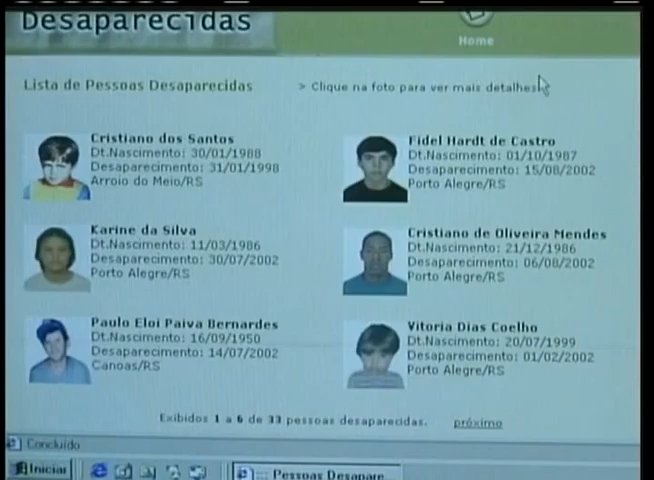 Desaparecidas
Home
Lista de Pessoas Desaparecidas
> Clique na foto para ver mais detalhes.
Cristiano dos Santos
Dt.Nascimento: 30/01/1988
Desaparecimento: 31/01/1998
Arroio do Meio/RS
Fidel Hardt de Castro
Dt.Nascimento: 01/10/1987
Desaparecimento: 15/08/2002
Porto Alegre/RS
Karine da Silva
Dt.Nascimento: 11/03/1986
Desaparecimento: 30/07/2002
Porto Alegre/RS
Cristiano de Oliveira Mendes
Dt.Nascimento: 21/12/1986
Desaparecimento: 06/08/2002
Porto Alegre/RS
Paulo Eloi Paiva Bernardes
Dt.Nascimento: 16/09/1950
Desaparecimento: 14/07/2002
Canoas/RS
Vitoria Dias Coelho
Dt.Nascimento: 20/07/1999
Desaparecimento: 01/02/2002
Porto Alegre/RS
Exibidos 1 a 6 de 33 pessoas desaparecidas. próximo
Concluído
Iniciar
::: Pessoas Desapare...